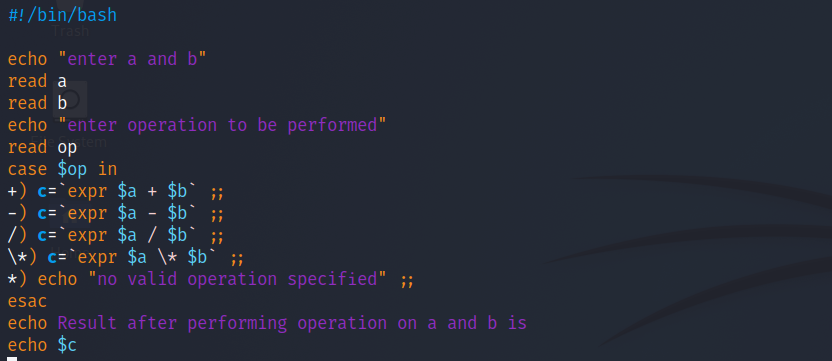 #!/bin/bash
Trash
echo "enter a and b"
read a
read b
echo "enter operation to be performed"
read op
case $op in
+) c=`expr $a + $b` ;;
-) c=`expr $a - $b` ;;
/) c=`expr $a / $b` ;;
\*) c=`expr $a \* $b` ;;
*) echo "no valid operation specified" ;;
esac
echo Result after performing operation on a and b is
echo $c